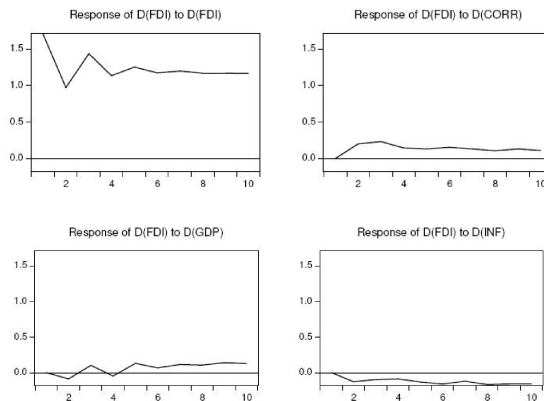 Response of D(FDI) to D(FDI)
1.5
1.0
0.5
0.0
2 4 6 8 10
Response of D(FDI) to D(CORR)
1.5
1.0
0.5
0.0
2 4 6 8 10
Response of D(FDI) to D(GDP)
1.5
1.0
0.5
0.0
2 4 6 8 10
Response of D(FDI) to D(INF)
1.5
1.0
0.5
0.0
2 4 6 8 10